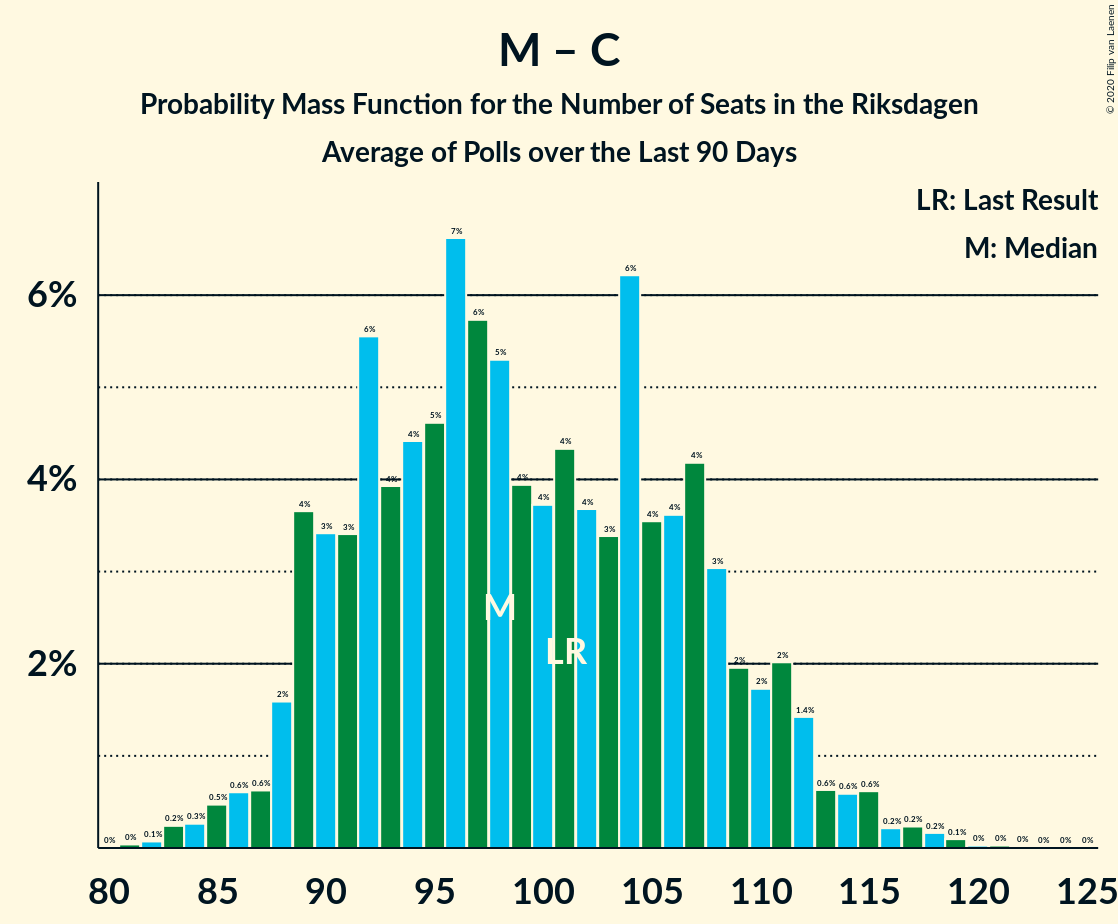 M – C
Probability Mass Function for the Number of Seats in the Riksdagen
Average of Polls over the Last 90 Days
© 2020 Filip van Laenen
LR: Last Result
M: Median
6%
4%
2%
0% 0% 0.1% 0.2% 0.3% 0.5% 0.6% 0.6% 2% 4% 3% 3% 6% 4% 4% 5% 7% 6% 5% 4% 4% 4% 4% 3% 6% 4% 4% 4% 3% 2% 2% 2% 1.4% 0.6% 0.6% 0.6% 0.2% 0.2% 0.2% 0.1% 0% 0% 0% 0% 0% 0%
M
LR
80 85 90 95 100 105 110 115 120 125